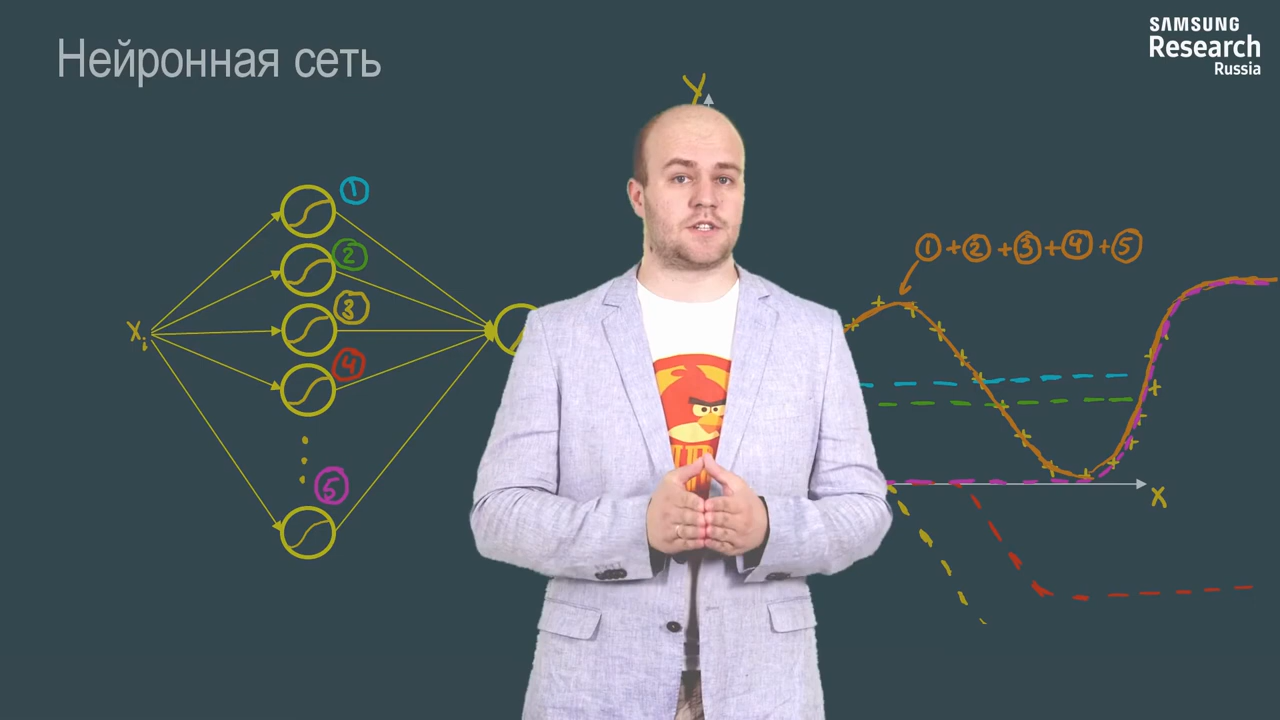 Нейронная сеть
SAMSUNG
Research
Russia
Y
1
2
3
4
5
Xi
1 + 2 + 3 + 4 + 5
X